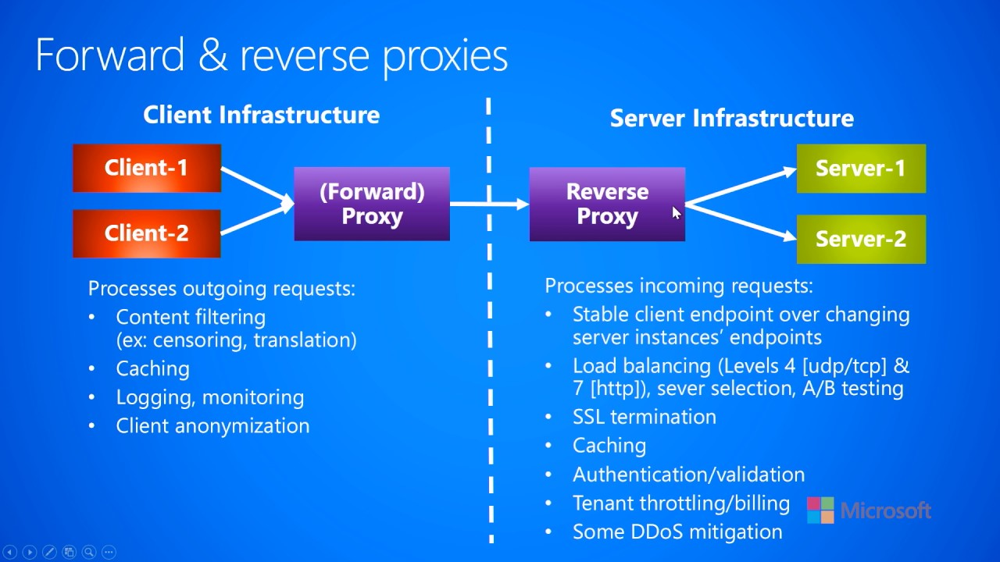 Forward & reverse proxies
Client Infrastructure
Client-1
Client-2
(Forward)
Proxy
Processes outgoing requests:
• Content filtering
(ex: censoring, translation)
• Caching
• Logging, monitoring
• Client anonymization
Server Infrastructure
Reverse
Proxy
Server-1
Server-2
Processes incoming requests:
• Stable client endpoint over changing
server instances’ endpoints
• Load balancing (Levels 4 [udp/tcp] &
7 [http]), sever selection, A/B testing
• SSL termination
• Caching
• Authentication/validation
• Tenant throttling/billing
• Some DDoS mitigation
Microsoft